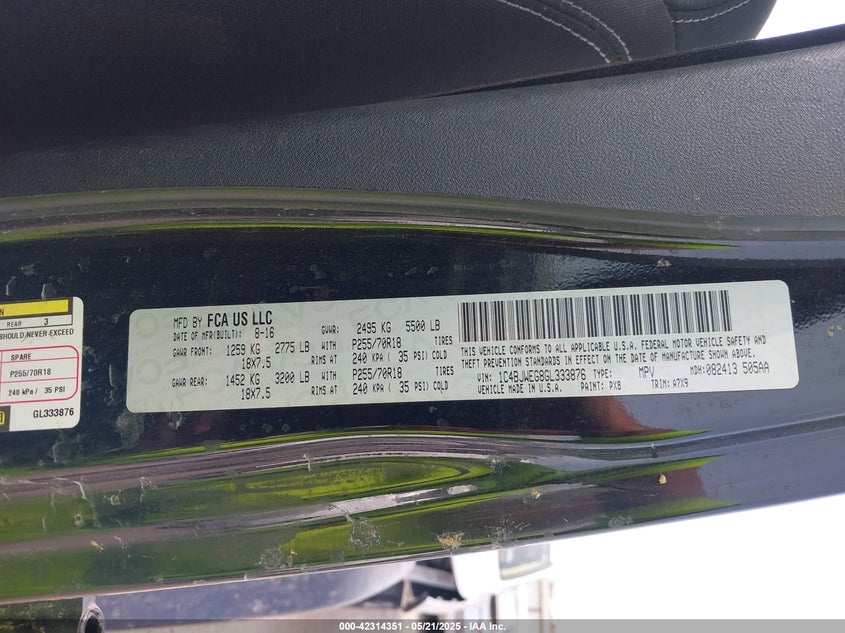 N
REAR 3
SHOULD NEVER EXCEED
SPARE
P255/70R18
240 kPa / 35 PSI
GL333876
MFD BY FCA US LLC
DATE OF MFR(BUILT): 8-16 GVWR: 2495 KG 5500 LB
GAWR FRONT: 1259 KG 2775 LB WITH P255/70R18 TIRES
18X7.5 RIMS AT 240 KPA ( 35 PSI) COLD
GAWR REAR: 1452 KG 3200 LB WITH P255/70R18 TIRES
18X7.5 RIMS AT 240 KPA ( 35 PSI) COLD
THIS VEHICLE CONFORMS TO ALL APPLICABLE U.S.A. FEDERAL MOTOR VEHICLE SAFETY AND
THEFT PREVENTION STANDARDS IN EFFECT ON THE DATE OF MANUFACTURE SHOWN ABOVE.
VIN: 1C4BJWEG8GL333876 TYPE: MPV MDH: 082413 505AA
VEHICLE MADE IN U.S.A. PAINT: PX8 TRIM: A7X9
000-42314351 — 05/21/2025 — IAA Inc.